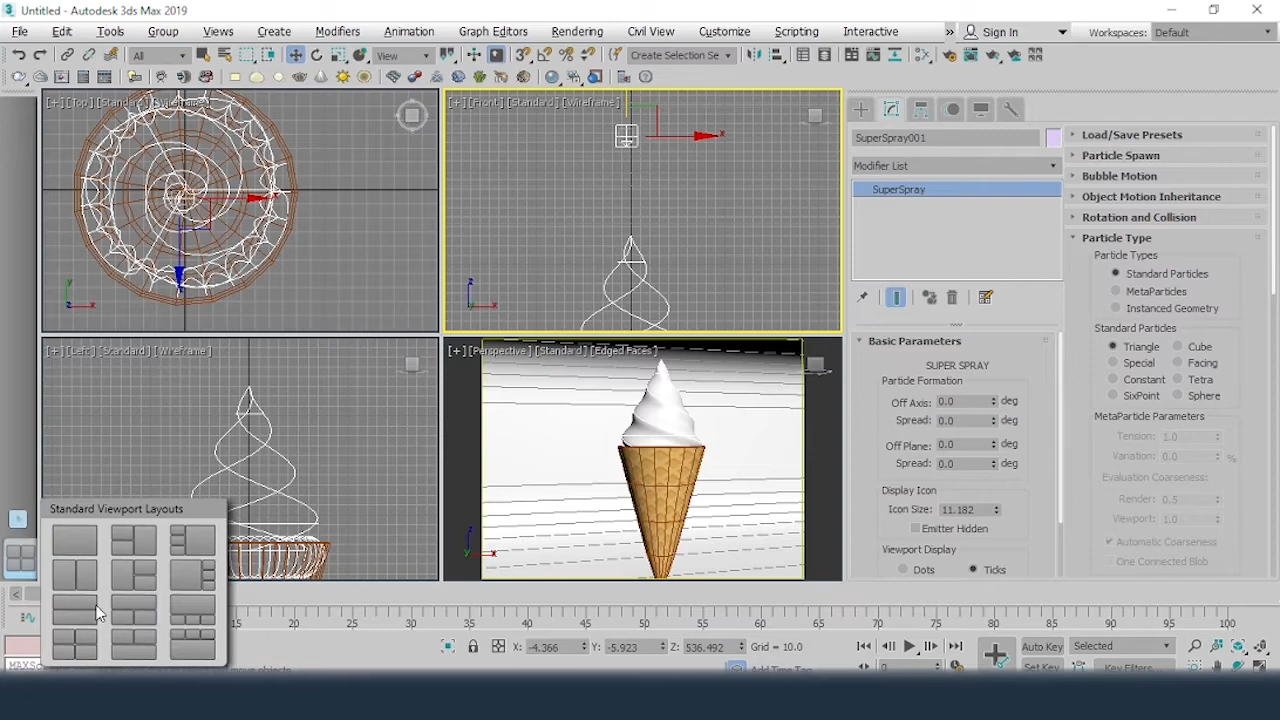 Untitled - Autodesk 3ds Max 2019
File Edit Tools Group Views Create Modifiers Animation Graph Editors Rendering Civil View Customize Scripting Interactive » Sign In Workspaces: Default
All View Create Selection Se
[+][Top][Standard][Wireframe]
[+][Front][Standard][Wireframe]
x
x
y
z x
z
x
SuperSpray001
Modifier List
SuperSpray
Load/Save Presets
Particle Spawn
Bubble Motion
Object Motion Inheritance
Rotation and Collision
Particle Type
Particle Types
Standard Particles
MetaParticles
Instanced Geometry
Standard Particles
Triangle Cube
Special Facing
Constant Tetra
SixPoint Sphere
MetaParticle Parameters
Tension: 1.0
Variation: 0.0 %
Evaluation Coarseness:
Render: 0.5
Viewport: 1.0
Automatic Coarseness
One Connected Blob
[+][Left][Standard][Wireframe]
[+][Perspective][Standard][Edged Faces]
Basic Parameters
SUPER SPRAY
Particle Formation
Off Axis: 0.0 deg
Spread: 0.0 deg
Off Plane: 0.0 deg
Spread: 0.0 deg
Display Icon
Icon Size: 11.182
Emitter Hidden
Viewport Display
Dots Ticks
Standard Viewport Layouts
20 25 30 35 40 45 50 55 60 65 70 75 80 85 90 95 100
X: -4.366 Y: -5.923 Z: 536.492 Grid = 10.0
Auto Key Selected
Add Time Tag
0
Set Key Key Filters...